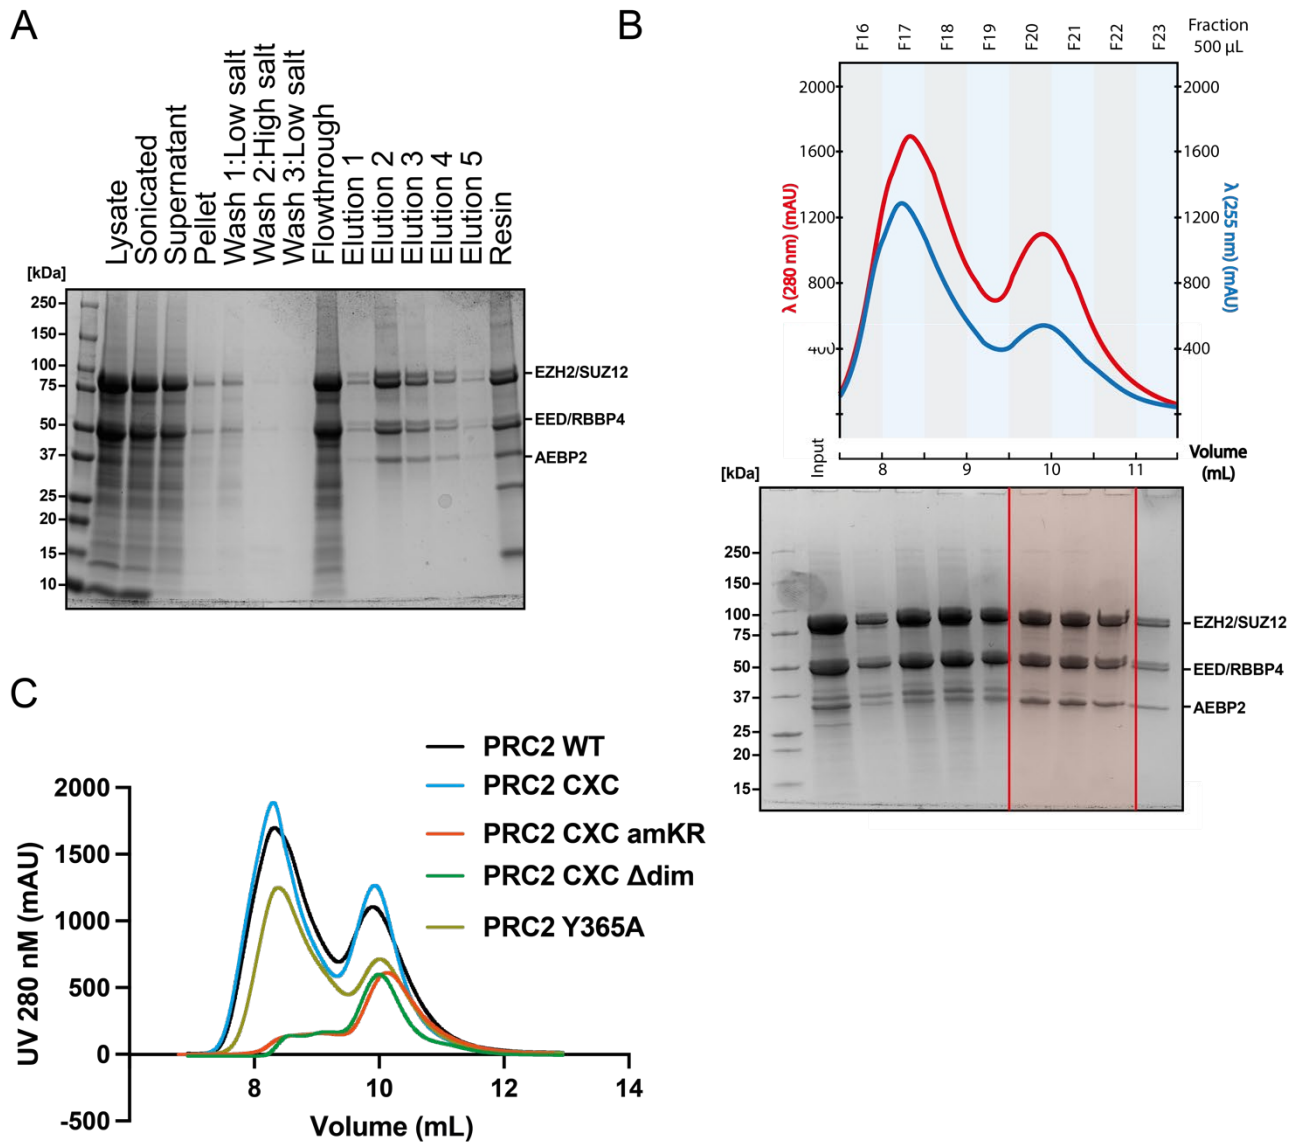 A
Lysate
Sonicated
Supernatant
Pellet
Wash 1:Low salt
Wash 2:High salt
Wash 3:Low salt
Flowthrough
Elution 1
Elution 2
Elution 3
Elution 4
Elution 5
Resin
[kDa]
250
150
100
75
50
37
25
20
15
10
EZH2/SUZ12
EED/RBBP4
AEBP2
B
F16
F17
F18
F19
F20
F21
F22
F23
Fraction
500 µL
2000
1600
1200
800
400
λ (280 nm) (mAU)
2000
1600
1200
800
400
λ (255 nm) (mAU)
Input
8
9
10
11
Volume
(mL)
[kDa]
250
150
100
75
50
37
25
20
15
EZH2/SUZ12
EED/RBBP4
AEBP2
C
PRC2 WT
PRC2 CXC
PRC2 CXC amKR
PRC2 CXC Δdim
PRC2 Y365A
2000
1500
1000
500
0
-500
UV 280 nM (mAU)
8
10
12
14
Volume (mL)